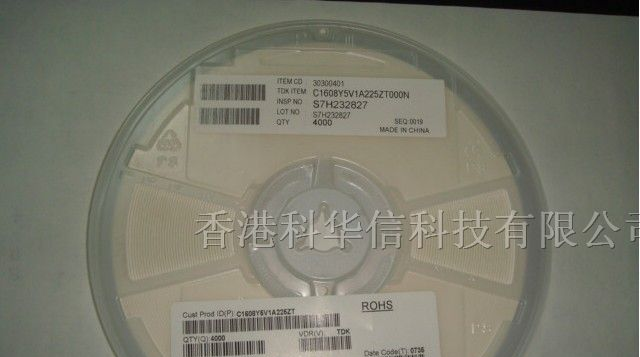 ITEM CD 30300401
TDK ITEM C1608Y5V1A225ZT000N
INSP.NO S7H232827
LOT NO S7H232827
QTY 4000 SEQ:0019
MADE IN CHINA
香港科华信科技有限公司
ROHS
Cust Prod ID(P): C1608Y5V1A225ZT
QTY(Q):4000 VDR(V): TDK
Date Code(T): 0735